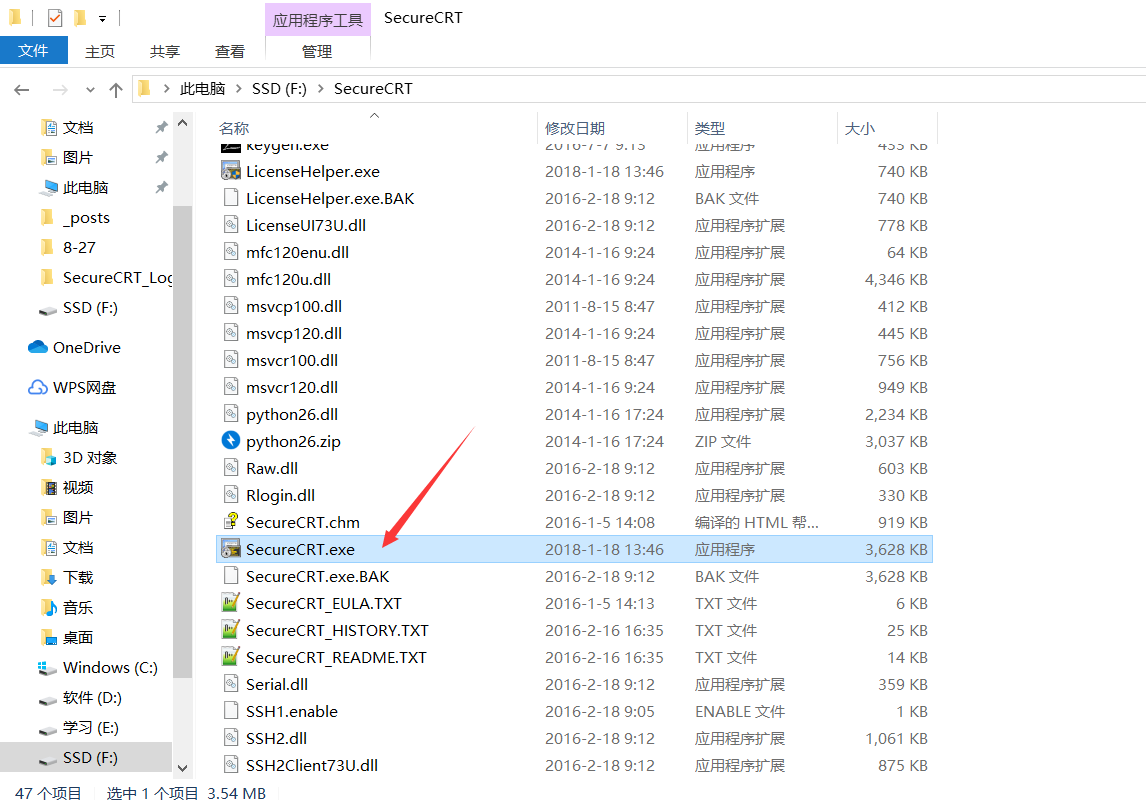 应用程序工具 SecureCRT
文件 主页 共享 查看 管理
此电脑 SSD (F:) SecureCRT
文档
图片
此电脑
_posts
8-27
SecureCRT_Log
SSD (F:)
OneDrive
WPS网盘
此电脑
3D 对象
视频
图片
文档
下载
音乐
桌面
Windows (C:)
软件 (D:)
学习 (E:)
SSD (F:)
名称 修改日期 类型 大小
keygen.exe 2016-7-7 9:13 应用程序 455 KB
LicenseHelper.exe 2018-1-18 13:46 应用程序 740 KB
LicenseHelper.exe.BAK 2016-2-18 9:12 BAK 文件 740 KB
LicenseUI73U.dll 2016-2-18 9:12 应用程序扩展 778 KB
mfc120enu.dll 2014-1-16 9:24 应用程序扩展 64 KB
mfc120u.dll 2014-1-16 9:24 应用程序扩展 4,346 KB
msvcp100.dll 2011-8-15 8:47 应用程序扩展 412 KB
msvcp120.dll 2014-1-16 9:24 应用程序扩展 445 KB
msvcr100.dll 2011-8-15 8:47 应用程序扩展 756 KB
msvcr120.dll 2014-1-16 9:24 应用程序扩展 949 KB
python26.dll 2014-1-16 17:24 应用程序扩展 2,234 KB
python26.zip 2014-1-16 17:24 ZIP 文件 3,037 KB
Raw.dll 2016-2-18 9:12 应用程序扩展 603 KB
Rlogin.dll 2016-2-18 9:12 应用程序扩展 330 KB
SecureCRT.chm 2016-1-5 14:08 编译的 HTML 帮... 919 KB
SecureCRT.exe 2018-1-18 13:46 应用程序 3,628 KB
SecureCRT.exe.BAK 2016-2-18 9:12 BAK 文件 3,628 KB
SecureCRT_EULA.TXT 2016-1-5 14:13 TXT 文件 6 KB
SecureCRT_HISTORY.TXT 2016-2-16 16:35 TXT 文件 25 KB
SecureCRT_README.TXT 2016-2-16 16:35 TXT 文件 14 KB
Serial.dll 2016-2-18 9:12 应用程序扩展 359 KB
SSH1.enable 2016-2-18 9:05 ENABLE 文件 1 KB
SSH2.dll 2016-2-18 9:12 应用程序扩展 1,061 KB
SSH2Client73U.dll 2016-2-18 9:12 应用程序扩展 875 KB
47 个项目 选中 1 个项目 3.54 MB